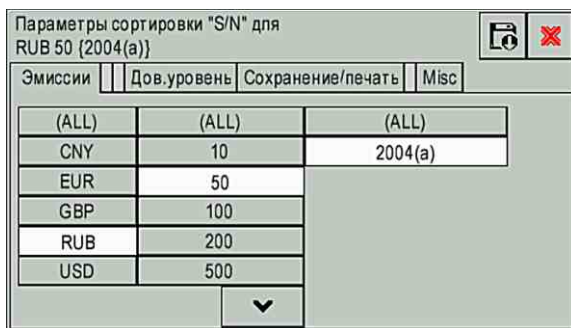 Параметры сортировки "S/N" для
RUB 50 {2004(a)}
Эмиссии Дов.уровень Сохранение/печать Misc
(ALL) (ALL) (ALL)
CNY 10 2004(a)
EUR 50
GBP 100
RUB 200
USD 500